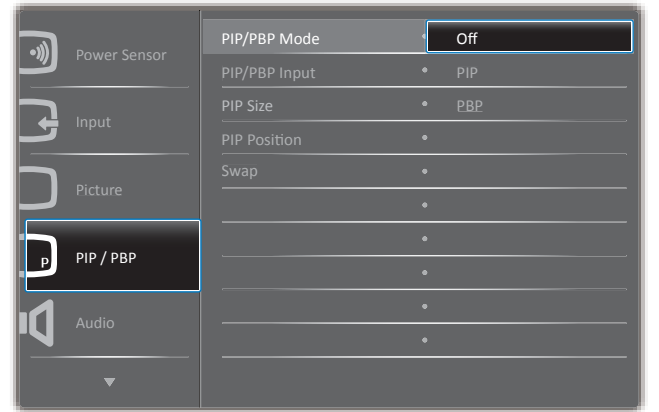 Power Sensor
Input
Picture
P
PIP / PBP
Audio
PIP/PBP Mode
Off
PIP/PBP Input
PIP
PIP Size
PBP
PIP Position
Swap